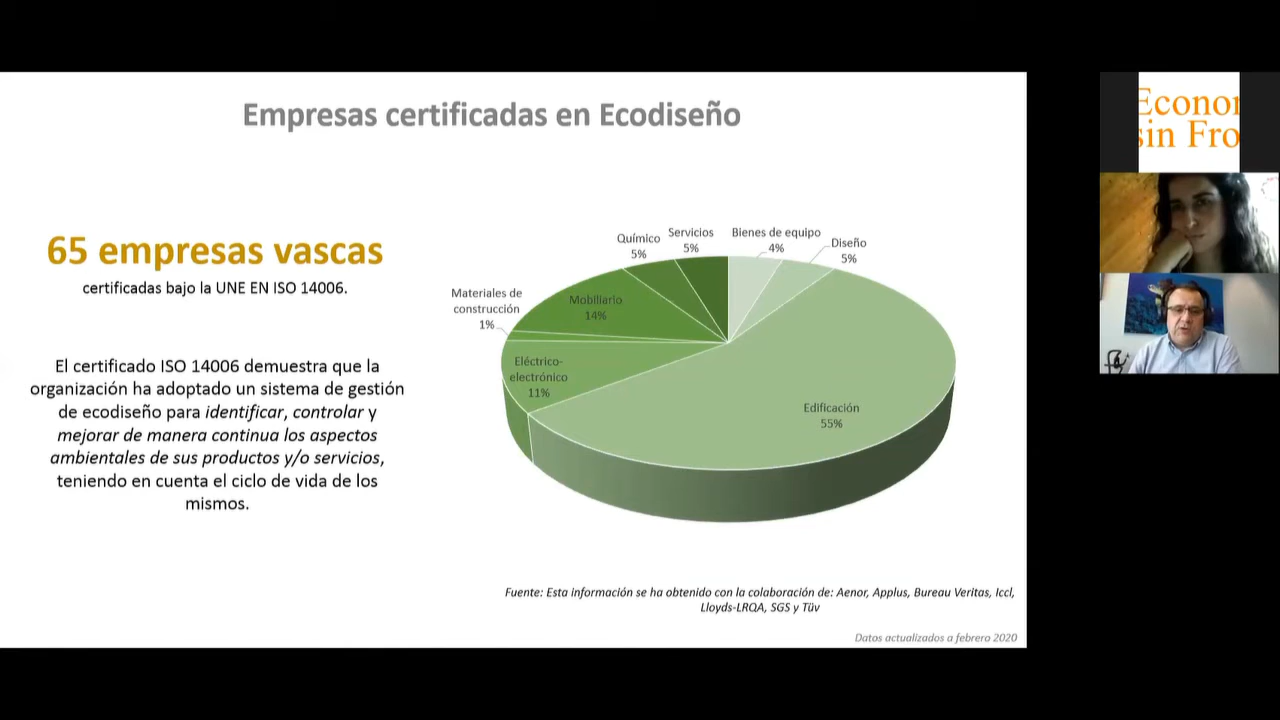 Empresas certificadas en Ecodiseño
65 empresas vascas
certificadas bajo la UNE EN ISO 14006.
El certificado ISO 14006 demuestra que la
organización ha adoptado un sistema de gestión
de ecodiseño para identificar, controlar y
mejorar de manera continua los aspectos
ambientales de sus productos y/o servicios,
teniendo en cuenta el ciclo de vida de los
mismos.
Químico
5%
Servicios
5%
Bienes de equipo
4%
Diseño
5%
Materiales de
construcción
1%
Mobiliario
14%
Eléctrico-
electrónico
11%
Edificación
55%
Fuente: Esta información se ha obtenido con la colaboración de: Aenor, Applus, Bureau Veritas, Iccl,
Lloyds-LRQA, SGS y Tüv
Datos actualizados a febrero 2020
Econor
sin Fro